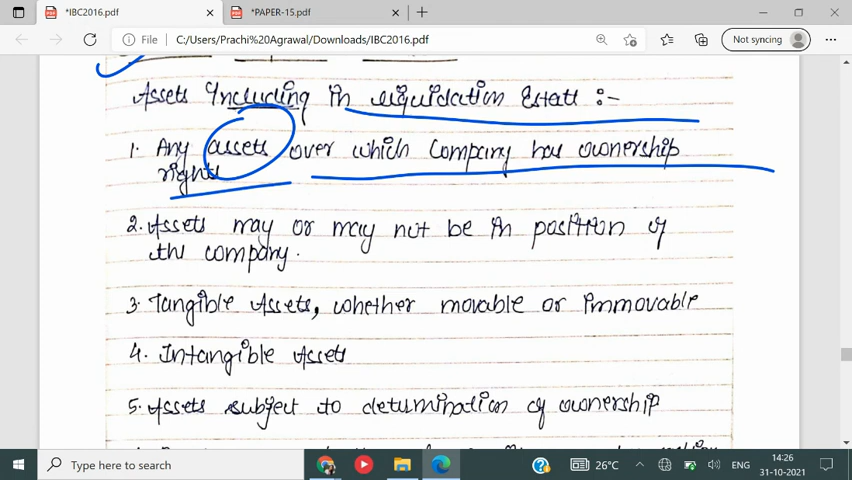 *IBC2016.pdf
*PAPER-15.pdf
File C:/Users/Prachi%20Agrawal/Downloads/IBC2016.pdf
Not syncing
Assets Including in liquidation Estate :-
1. Any assets over which Company has ownership
rights
2. Assets may or may not be in position of
the company.
3. Tangible Assets, whether movable or immovable
4. Intangible Assets
5. Assets subject to determination of ownership
Type here to search
26°C
ENG
14:26
31-10-2021